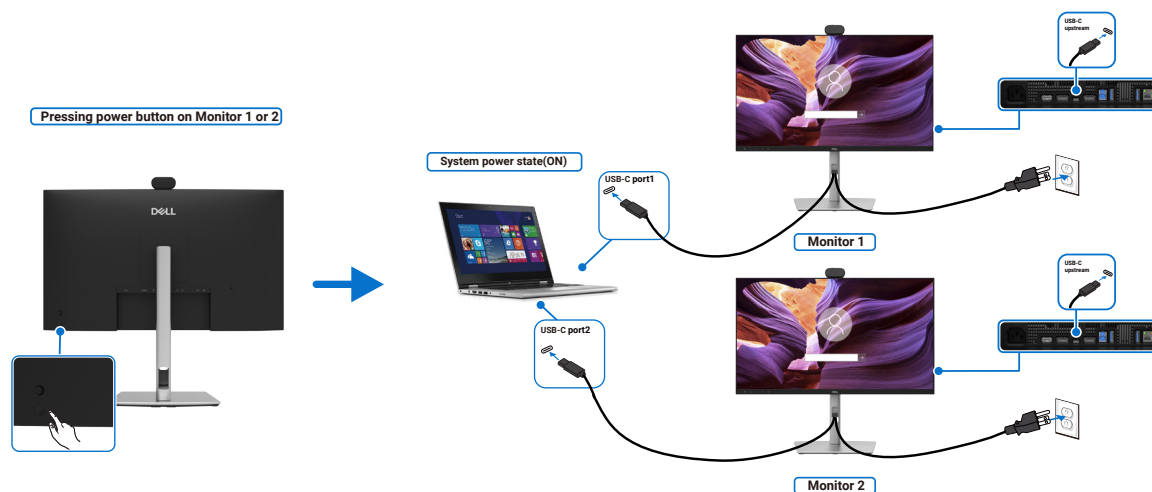 Pressing power button on Monitor 1 or 2
DELL
System power state(ON)
USB-C port1
USB-C
upstream
Monitor 1
Start
USB-C port2
USB-C
upstream
Monitor 2